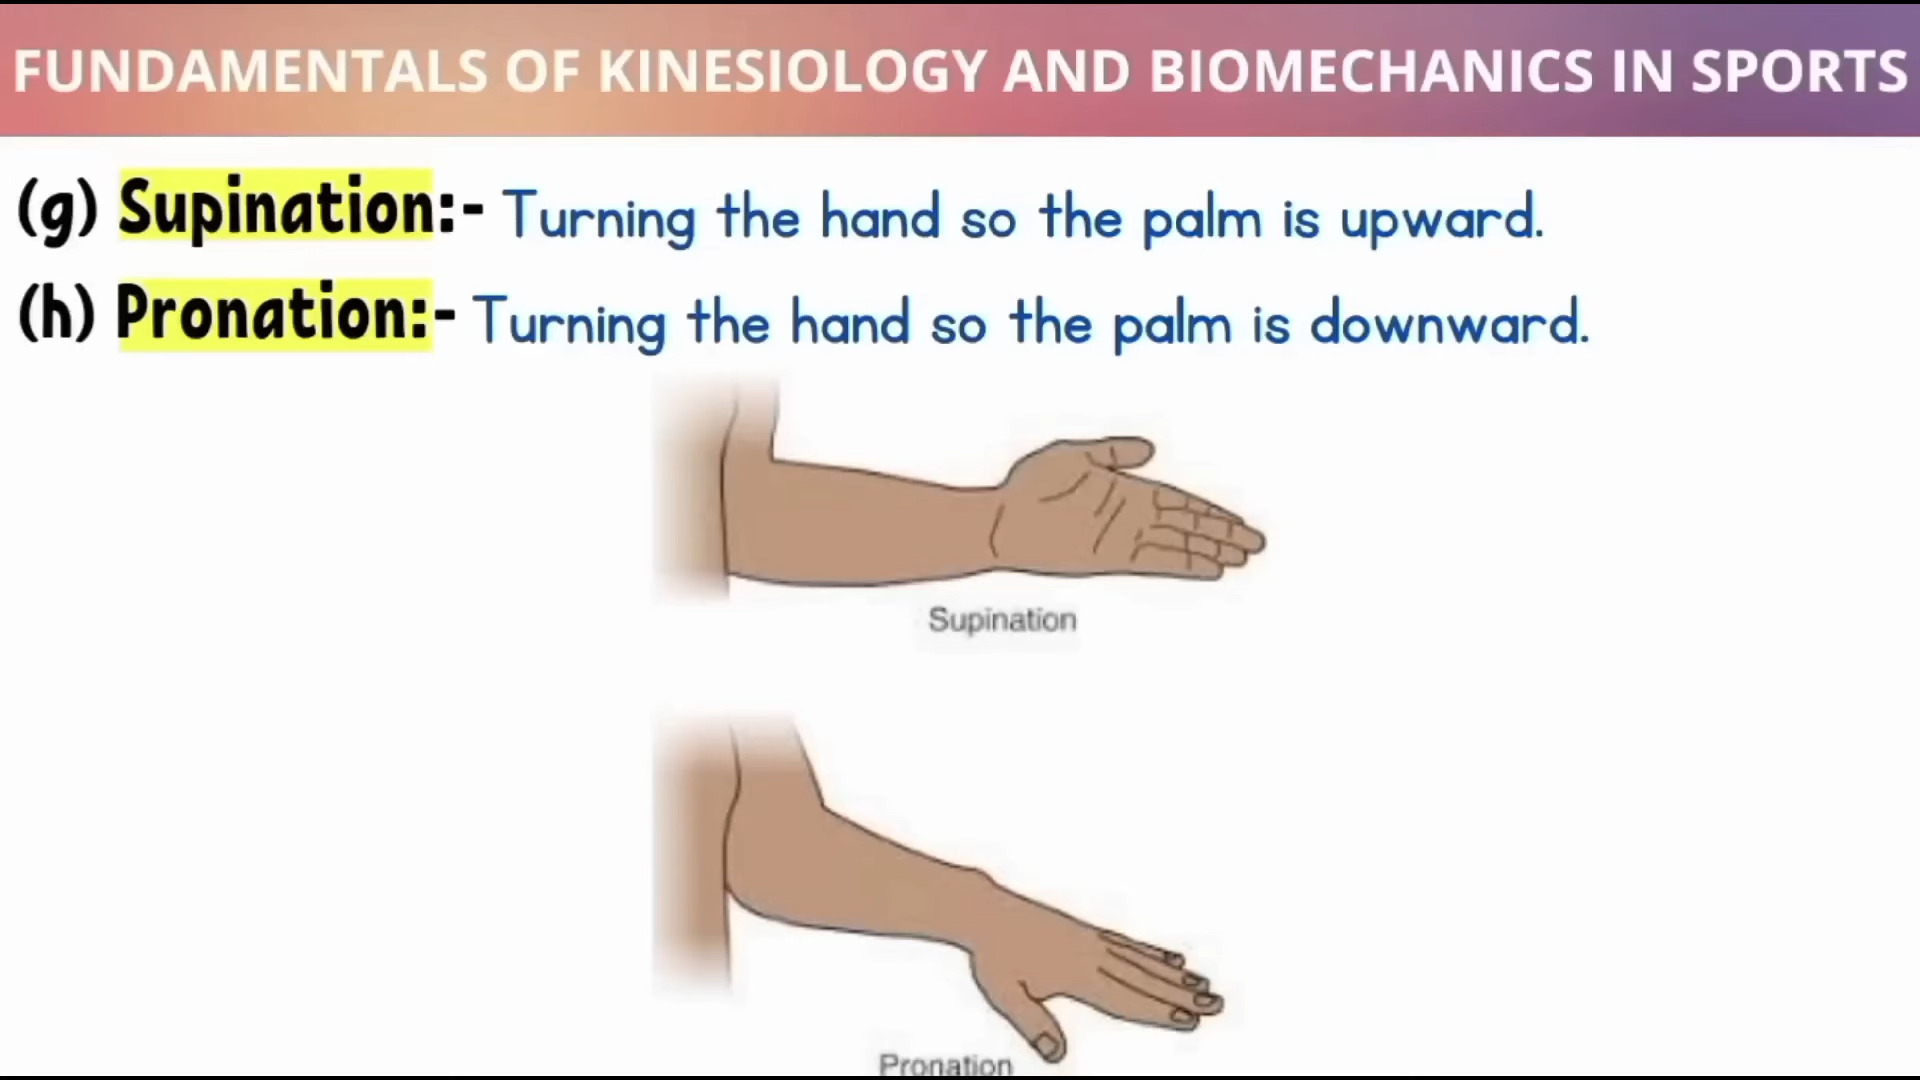 FUNDAMENTALS OF KINESIOLOGY AND BIOMECHANICS IN SPORTS
(g) Supination:- Turning the hand so the palm is upward.
(h) Pronation:- Turning the hand so the palm is downward.
Supination
Pronation